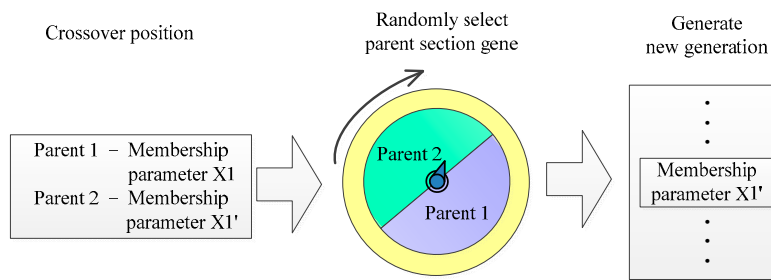 Crossover position
Parent 1 – Membership
parameter X1
Parent 2 – Membership
parameter X1'
Randomly select
parent section gene
Parent 2
Parent 1
Generate
new generation
Membership
parameter X1'